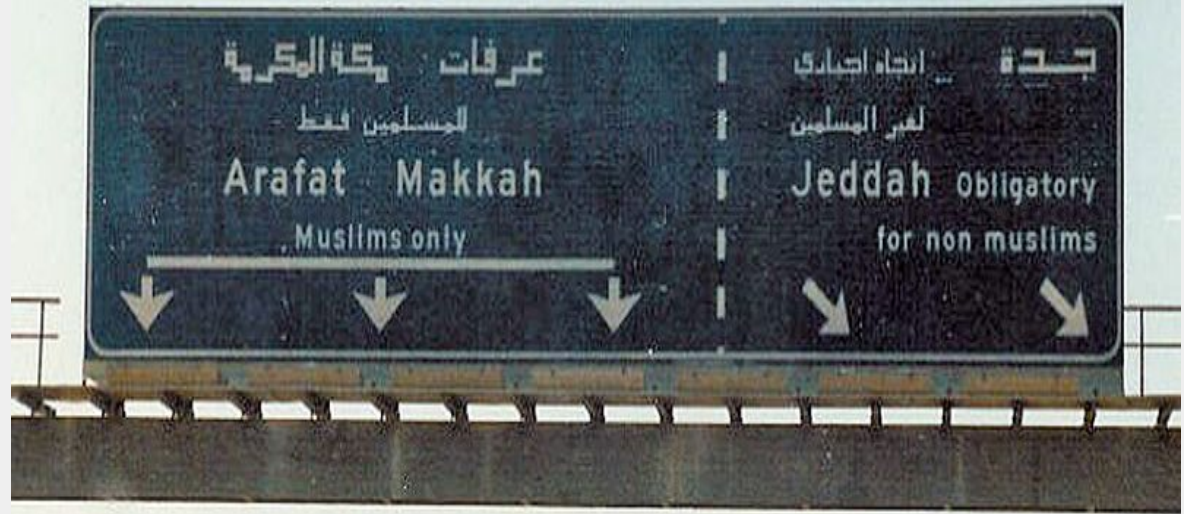 عرفات مكة المكرمة
للمسلمين فقط
Arafat Makkah
Muslims only
جدة اتجاه اجباري
لغير المسلمين
Jeddah Obligatory
for non muslims